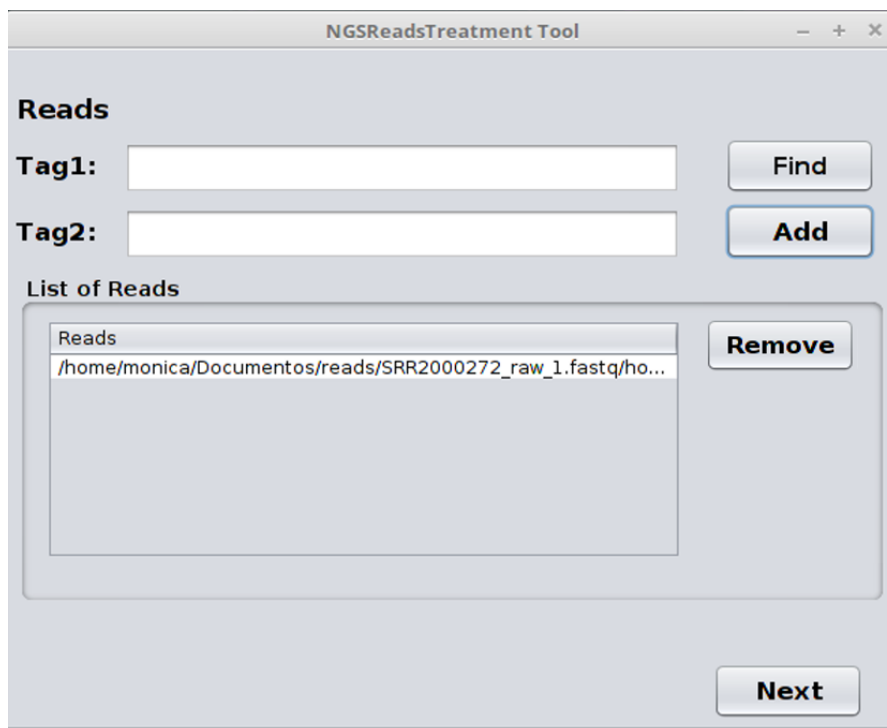 NGSReadsTreatment Tool
Reads
Tag1: Find
Tag2: Add
List of Reads
Reads
Remove
/home/monica/Documentos/reads/SRR2000272_raw_1.fastq/ho...
Next